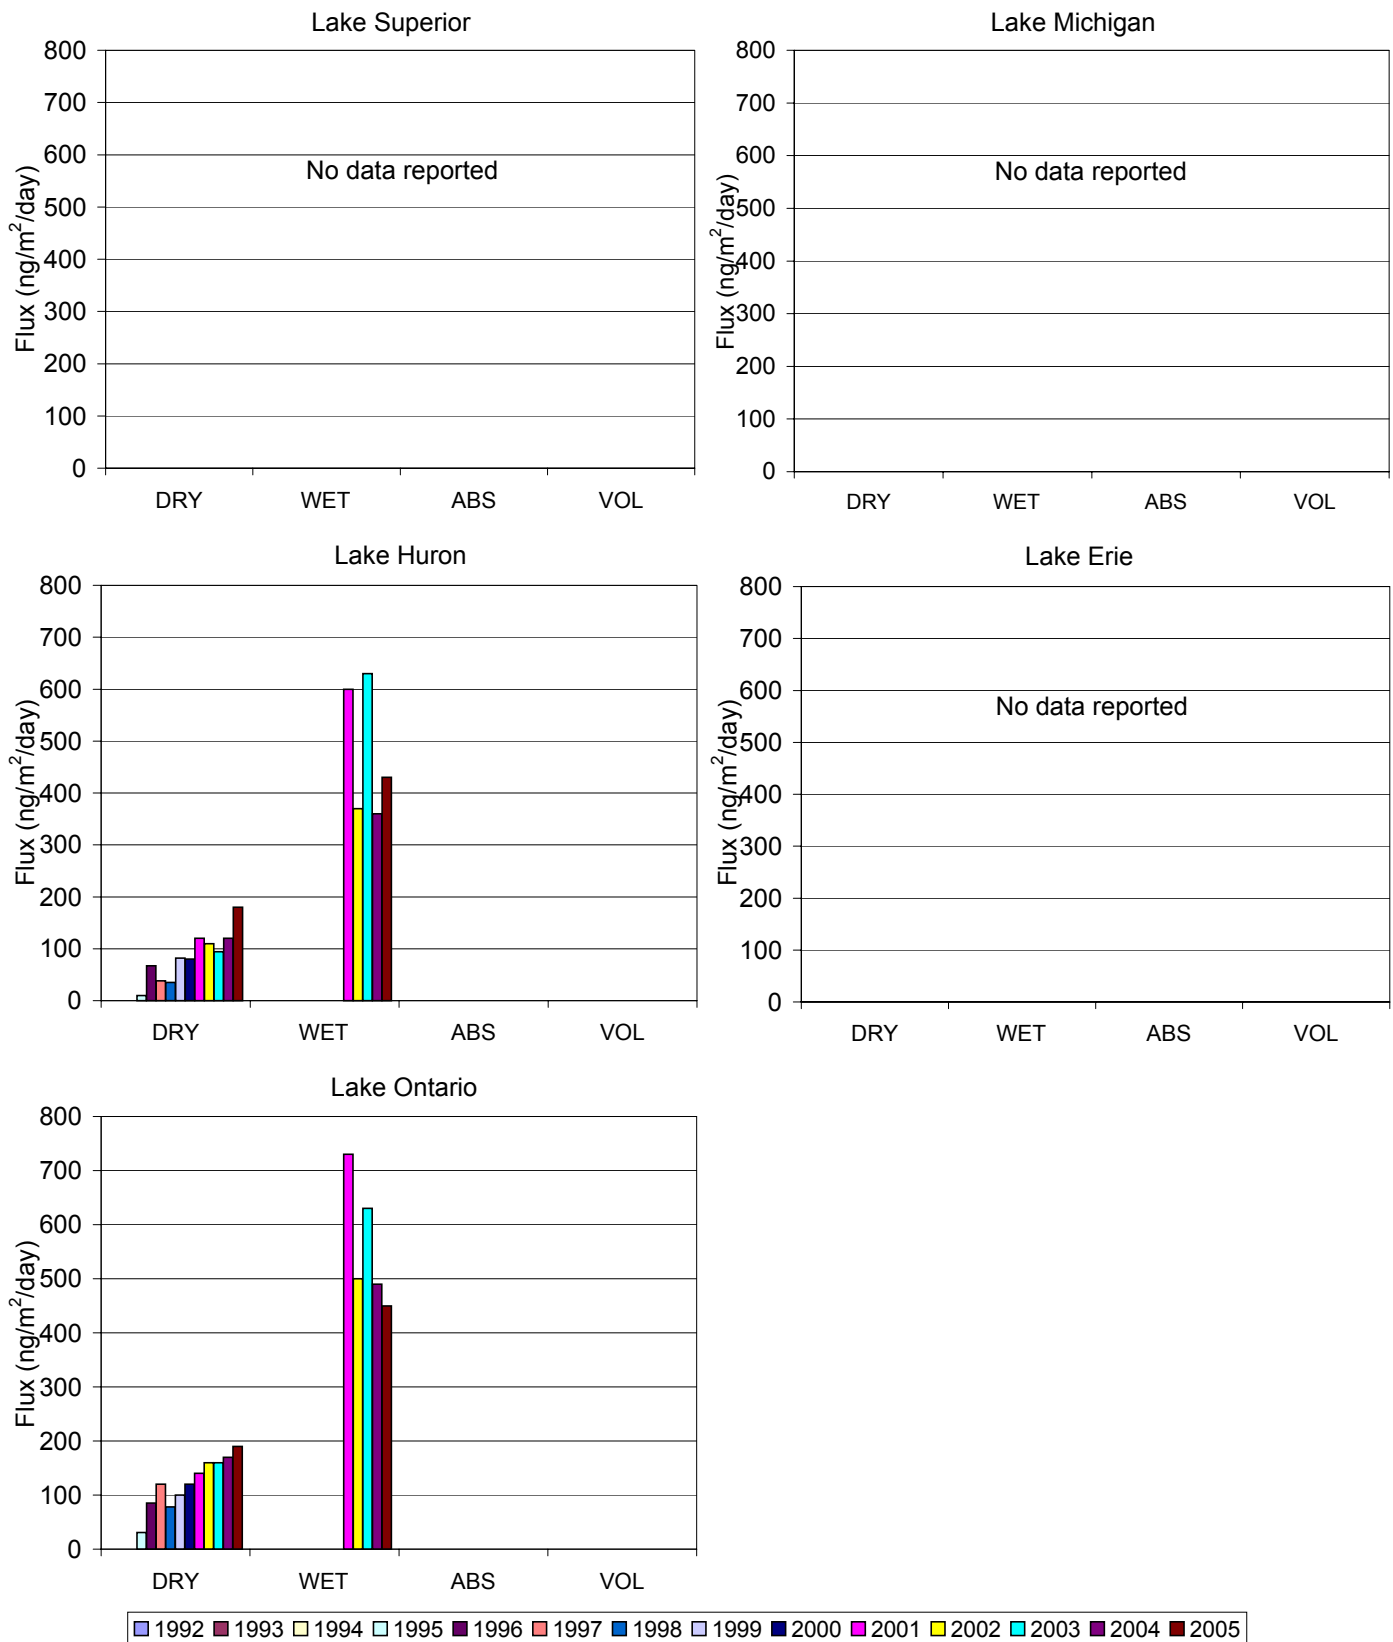 Lake Superior
800
700
600
500
400
300
200
100
0
Flux (ng/m²/day)
No data reported
DRY WET ABS VOL
Lake Michigan
800
700
600
500
400
300
200
100
0
Flux (ng/m²/day)
No data reported
DRY WET ABS VOL
Lake Huron
800
700
600
500
400
300
200
100
0
Flux (ng/m²/day)
DRY WET ABS VOL
Lake Erie
800
700
600
500
400
300
200
100
0
Flux (ng/m²/day)
No data reported
DRY WET ABS VOL
Lake Ontario
800
700
600
500
400
300
200
100
0
Flux (ng/m²/day)
DRY WET ABS VOL
1992 1993 1994 1995 1996 1997 1998 1999 2000 2001 2002 2003 2004 2005